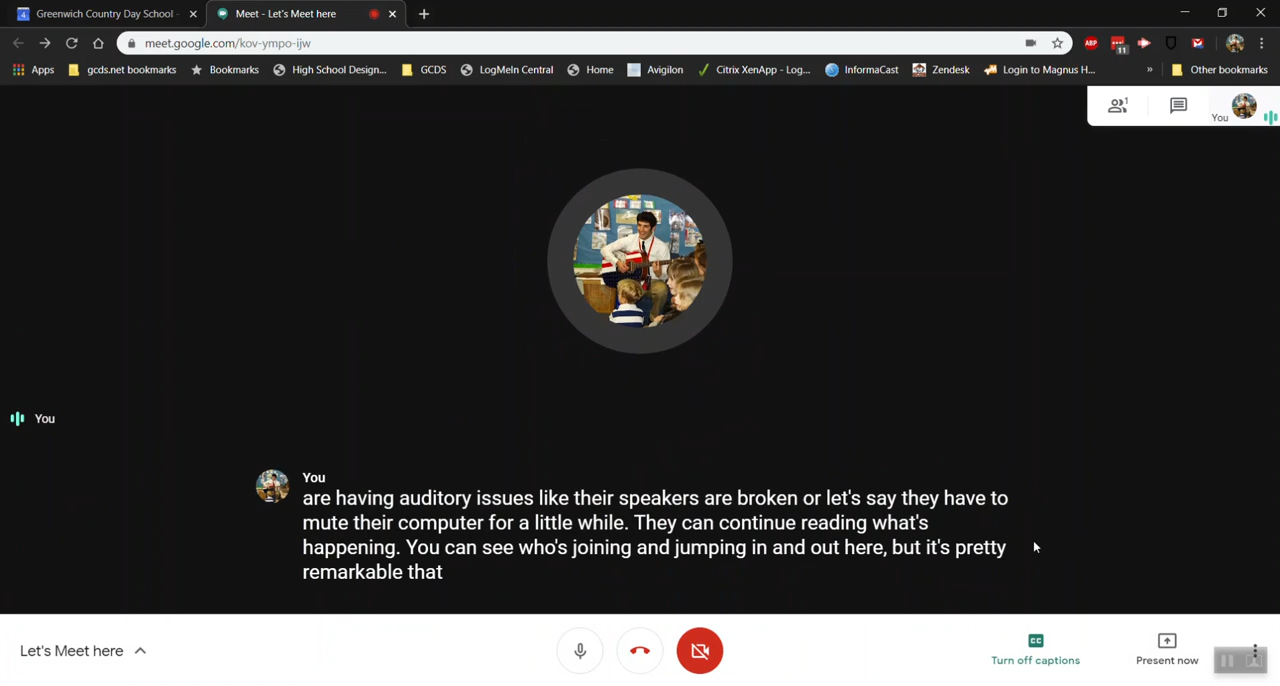 Greenwich Country Day School -
Meet - Let's Meet here
meet.google.com/kov-ympo-ijw
ABP
11
Apps
gcds.net bookmarks
Bookmarks
High School Design...
GCDS
LogMeIn Central
Home
Avigilon
Citrix XenApp - Log...
InformaCast
Zendesk
Login to Magnus H...
»
Other bookmarks
1
You
You
You
are having auditory issues like their speakers are broken or let's say they have to
mute their computer for a little while. They can continue reading what's
happening. You can see who's joining and jumping in and out here, but it's pretty
remarkable that
Let's Meet here
CC
Turn off captions
Present now